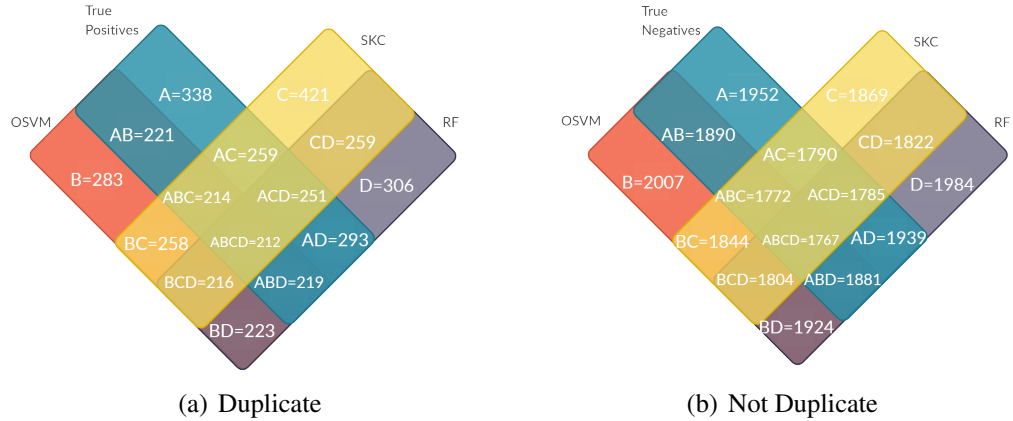 True
Positives
SKC
OSVM
RF
A=338
C=421
AB=221
CD=259
AC=259
B=283
D=306
ABC=214
ACD=251
BC=258
ABCD=212
AD=293
BCD=216
ABD=219
BD=223
(a) Duplicate
True
Negatives
SKC
OSVM
RF
A=1952
C=1869
AB=1890
CD=1822
AC=1790
B=2007
D=1984
ABC=1772
ACD=1785
BC=1844
ABCD=1767
AD=1939
BCD=1804
ABD=1881
BD=1924
(b) Not Duplicate